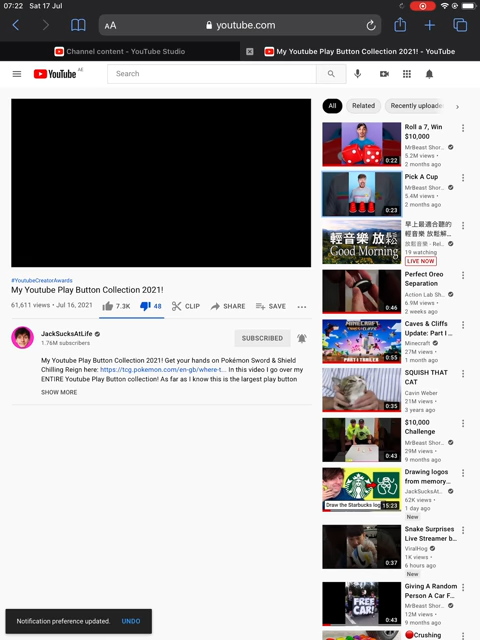 07:22 Sat 17 Jul
AA
youtube.com
Channel content - YouTube Studio
My Youtube Play Button Collection 2021! - YouTube
YouTube AE
Search
All
Related
Recently uploade
#YoutubeCreatorAwards
My Youtube Play Button Collection 2021!
61,611 views • Jul 16, 2021
7.3K
48
CLIP
SHARE
SAVE
JackSucksAtLife
1.76M subscribers
SUBSCRIBED
My Youtube Play Button Collection 2021! Get your hands on Pokémon Sword & Shield
Chilling Reign here: https://tcg.pokemon.com/en-gb/where-t... In this video I go over my
ENTIRE Youtube Play Button collection! As far as I know this is the largest play button
SHOW MORE
0:22
Roll a 7, Win
$10,000
MrBeast Shor...
5.2M views •
2 months ago
0:23
Pick A Cup
MrBeast Shor...
5.4M views •
2 months ago
輕音樂 放鬆
Good Morning
早上最適合聽的
輕音樂 放鬆解...
放鬆音樂 - Rel...
19 watching
LIVE NOW
0:46
Perfect Oreo
Separation
Action Lab Sh...
6.9M views •
2 weeks ago
MINECRAFT
PART I TRAILER
0:55
Caves & Cliffs
Update: Part I ...
Minecraft
27M views •
1 month ago
0:35
SQUISH THAT
CAT
Cavin Weber
21M views •
3 years ago
0:43
$10,000
Challenge
MrBeast Shor...
29M views •
9 months ago
Draw the Starbucks log
15:23
Drawing logos
from memory...
JackSucksAt...
62K views •
1 day ago
New
0:37
Snake Surprises
Live Streamer b...
ViralHog
1K views •
6 hours ago
New
FREE
CAR!
0:43
Giving A Random
Person A Car F...
MrBeast Shor...
12M views •
9 months ago
Crushing
Notification preference updated.
UNDO